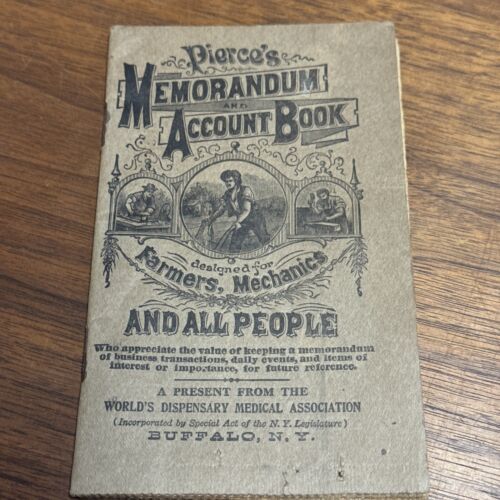 Pierce's
MEMORANDUM
AND
ACCOUNT BOOK
designed for
Farmers, Mechanics
AND ALL PEOPLE
Who appreciate the value of keeping a memorandum
of business transactions, daily events, and items of
interest or importance, for future reference.
A PRESENT FROM THE
WORLD'S DISPENSARY MEDICAL ASSOCIATION
(Incorporated by Special Act of the N. Y. Legislature)
BUFFALO, N. Y.